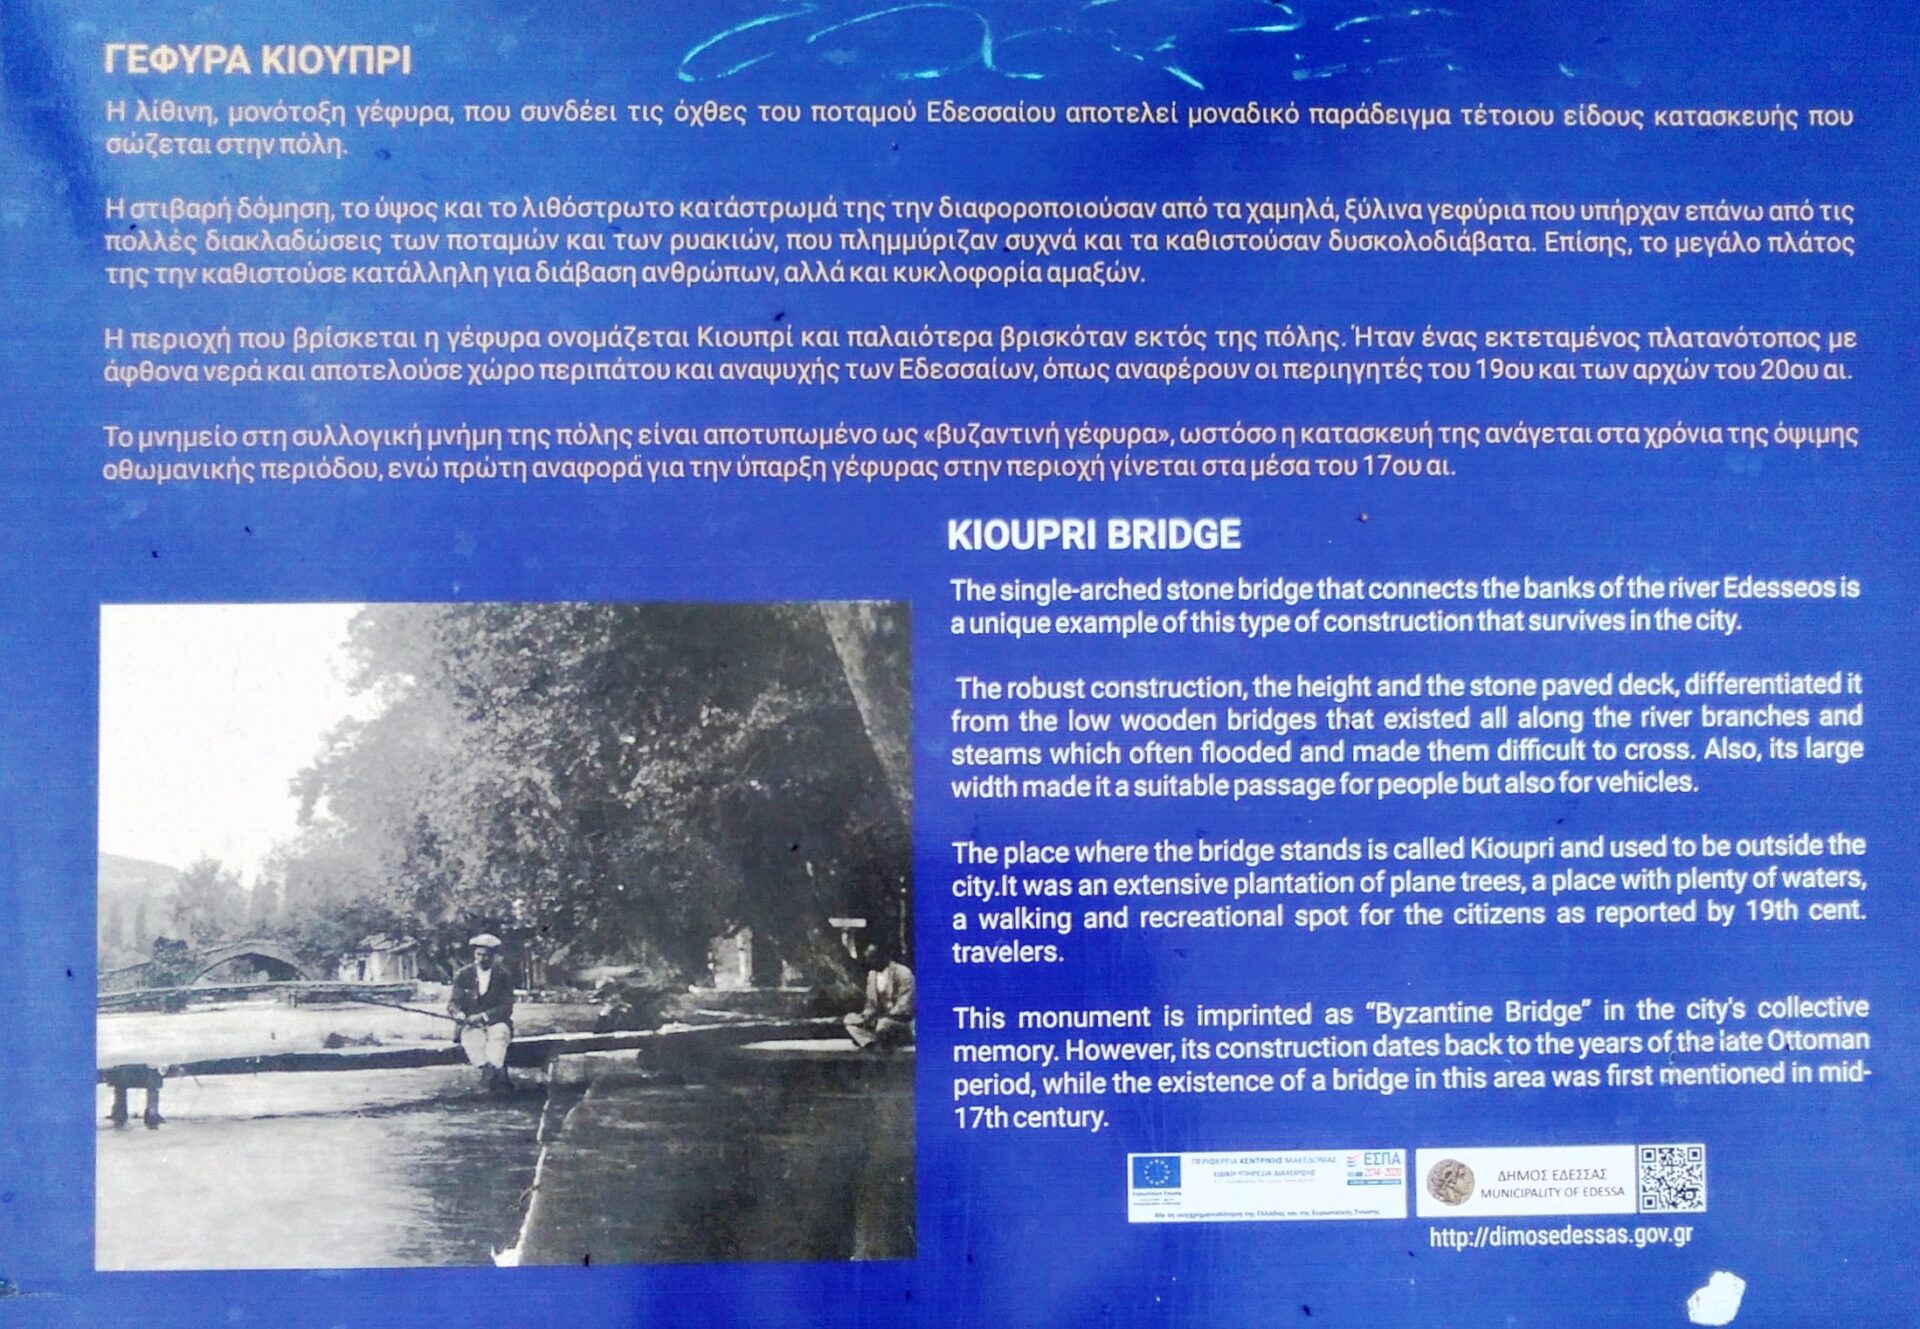 ΓΕΦΥΡΑ ΚΙΟΥΠΡΙ
Η λίθινη, μονότοξη γέφυρα, που συνδέει τις όχθες του ποταμού Εδεσσαίου αποτελεί μοναδικό παράδειγμα τέτοιου είδους κατασκευής που
σώζεται στην πόλη.
Η στιβαρή δόμηση, το ύψος και το λιθόστρωτο κατάστρωμά της την διαφοροποιούσαν από τα χαμηλά, ξύλινα γεφύρια που υπήρχαν επάνω από τις
πολλές διακλαδώσεις των ποταμών και των ρυακιών, που πλημμύριζαν συχνά και τα καθιστούσαν δυσκολοδιάβατα. Επίσης, το μεγάλο πλάτος
της την καθιστούσε κατάλληλη για διάβαση ανθρώπων, αλλά και κυκλοφορία αμαξών.
Η περιοχή που βρίσκεται η γέφυρα ονομάζεται Κιουπρί και παλαιότερα βρισκόταν εκτός της πόλης. Ήταν ένας εκτεταμένος πλατανότοπος με
άφθονα νερά και αποτελούσε χώρο περιπάτου και αναψυχής των Εδεσσαίων, όπως αναφέρουν οι περιηγητές του 19ου και των αρχών του 20ου αι.
Το μνημείο στη συλλογική μνήμη της πόλης είναι αποτυπωμένο ως «βυζαντινή γέφυρα», ωστόσο η κατασκευή της ανάγεται στα χρόνια της όψιμης
οθωμανικής περιόδου, ενώ πρώτη αναφορά για την ύπαρξη γέφυρας στην περιοχή γίνεται στα μέσα του 17ου αι.
KIOUPRI BRIDGE
The single-arched stone bridge that connects the banks of the river Edesseos is
a unique example of this type of construction that survives in the city.
The robust construction, the height and the stone paved deck, differentiated it
from the low wooden bridges that existed all along the river branches and
steams which often flooded and made them difficult to cross. Also, its large
width made it a suitable passage for people but also for vehicles.
The place where the bridge stands is called Kioupri and used to be outside the
city.It was an extensive plantation of plane trees, a place with plenty of waters,
a walking and recreational spot for the citizens as reported by 19th cent.
travelers.
This monument is imprinted as “Byzantine Bridge” in the city's collective
memory. However, its construction dates back to the years of the late Ottoman
period, while the existence of a bridge in this area was first mentioned in mid-
17th century.
ΠΕΡΙΦΕΡΕΙΑ ΚΕΝΤΡΙΚΗΣ ΜΑΚΕΔΟΝΙΑΣ
ΕΙΔΙΚΗ ΥΠΗΡΕΣΙΑ ΔΙΑΧΕΙΡΙΣΗΣ
ΕΣΠΑ
2014-2020
Ευρωπαϊκή Ένωση
Με τη συγχρηματοδότηση της Ελλάδας και της Ευρωπαϊκής Ένωσης
ΔΗΜΟΣ ΕΔΕΣΣΑΣ
MUNICIPALITY OF EDESSA
http://dimosedessas.gov.gr